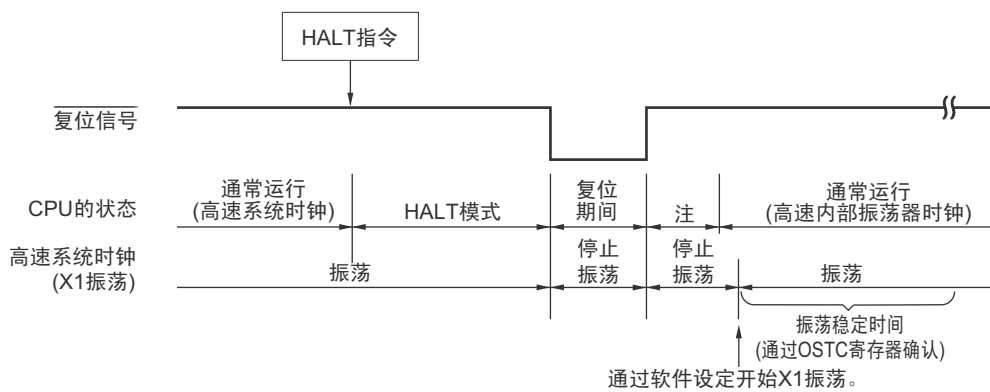 HALT指令
复位信号
CPU的状态
通常运行
(高速系统时钟)
HALT模式
复位
期间
注
通常运行
(高速内部振荡器时钟)
高速系统时钟
(X1振荡)
振荡
停止
振荡
停止
振荡
振荡
振荡稳定时间
(通过OSTC寄存器确认)
通过软件设定开始X1振荡。